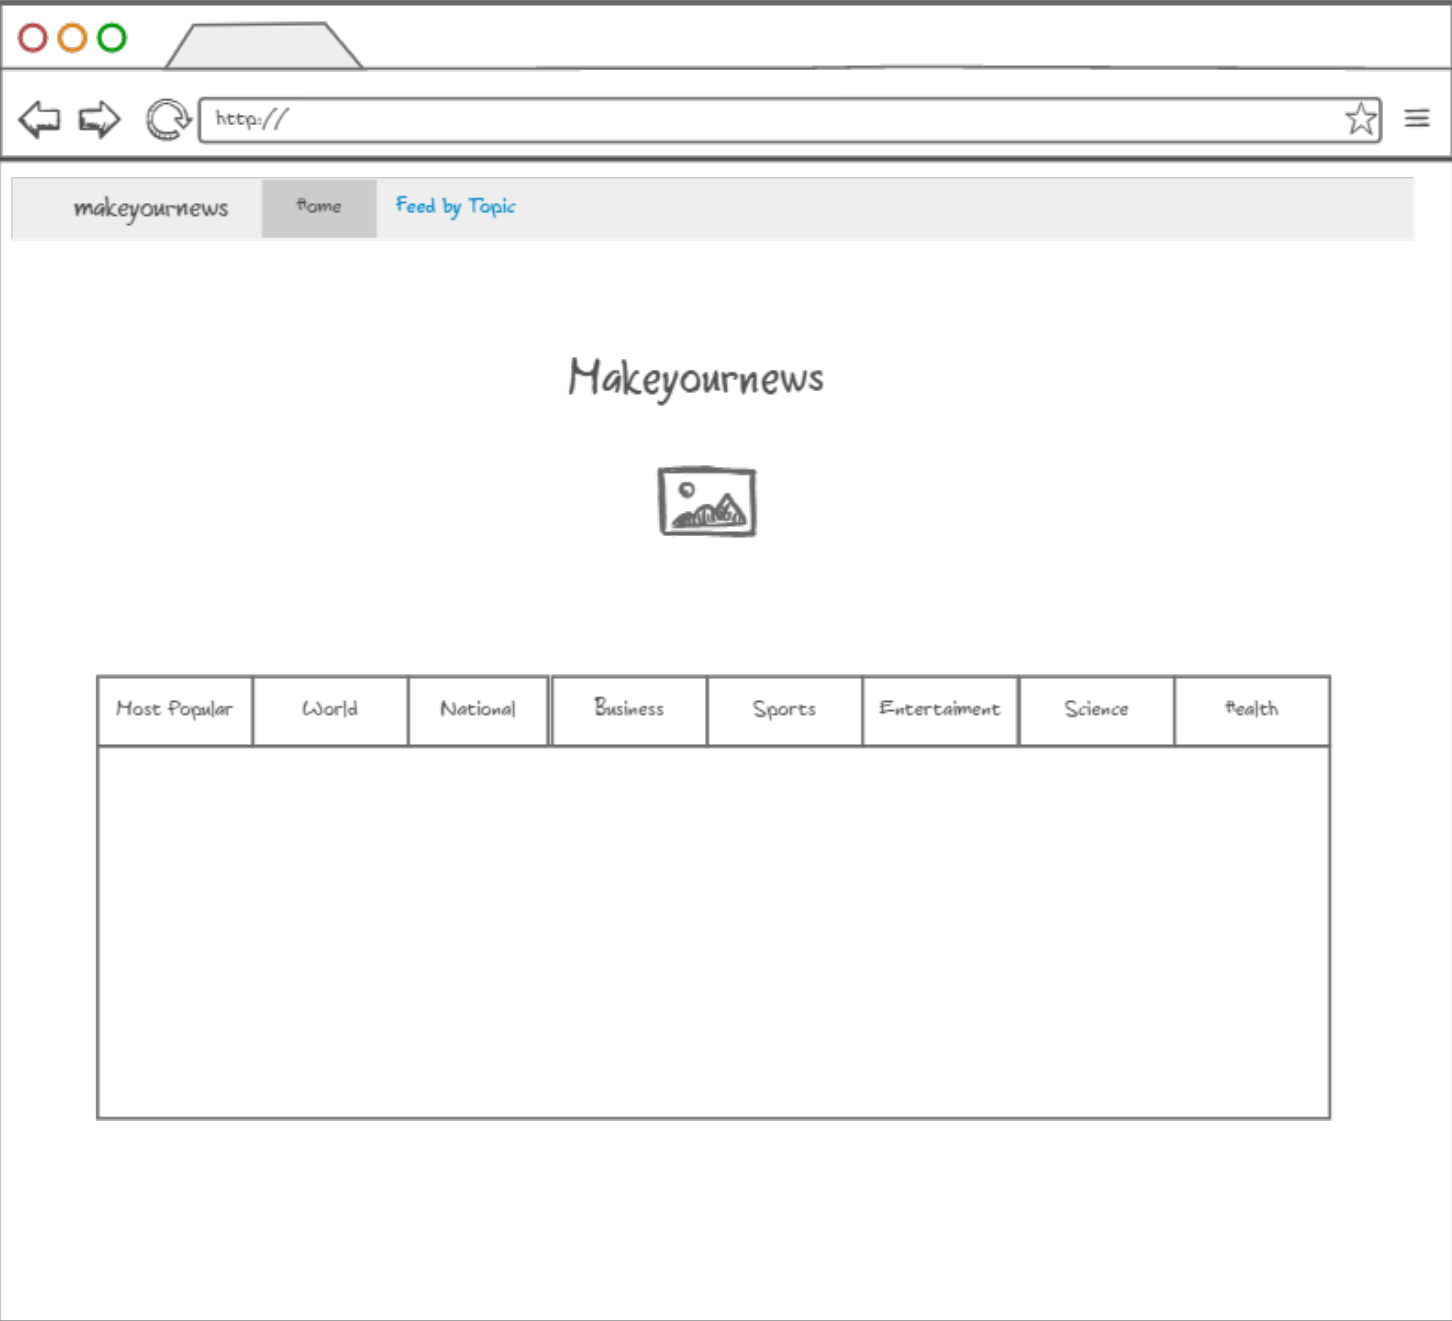 http://
makeyournews Home Feed by Topic
Makeyournews
Most Popular World National Business Sports Entertaiment Science Health